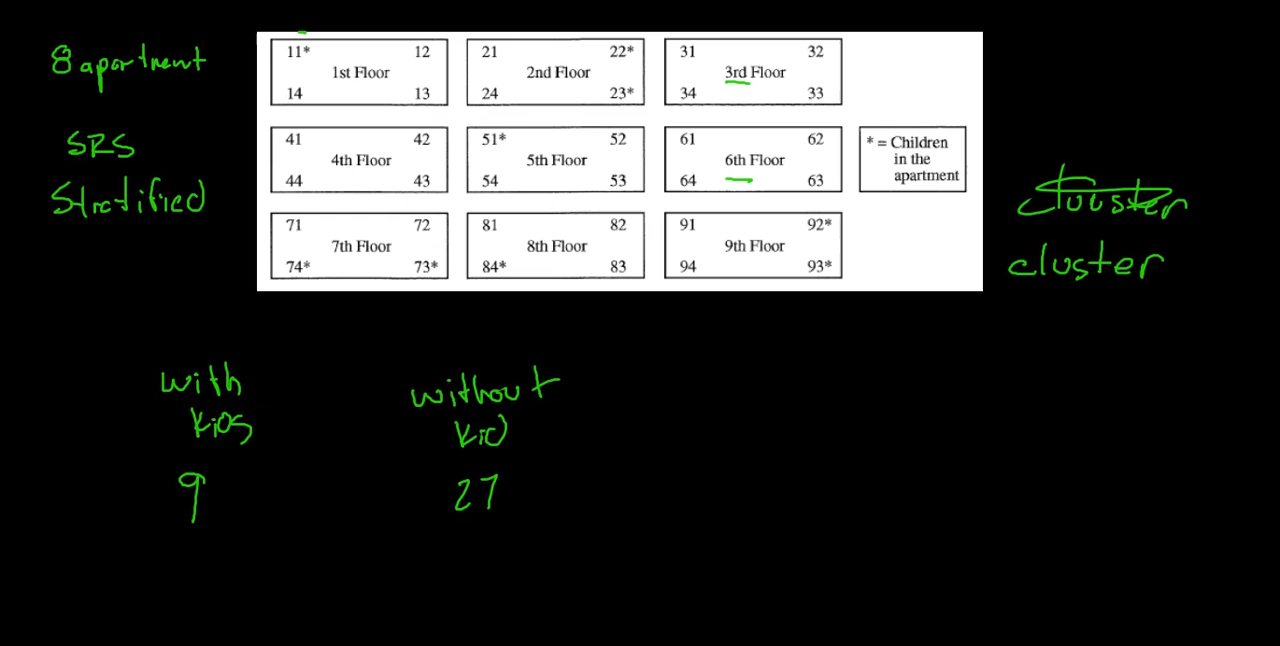 8 apartment
SRS
Stratified
11* 12
1st Floor
14 13
21 22*
2nd Floor
24 23*
31 32
3rd Floor
34 33
41 42
4th Floor
44 43
51* 52
5th Floor
54 53
61 62
6th Floor
64 63
* = Children
in the
apartment
71 72
7th Floor
74* 73*
81 82
8th Floor
84* 83
91 92*
9th Floor
94 93*
cluster
with
kids
9
without
kid
27